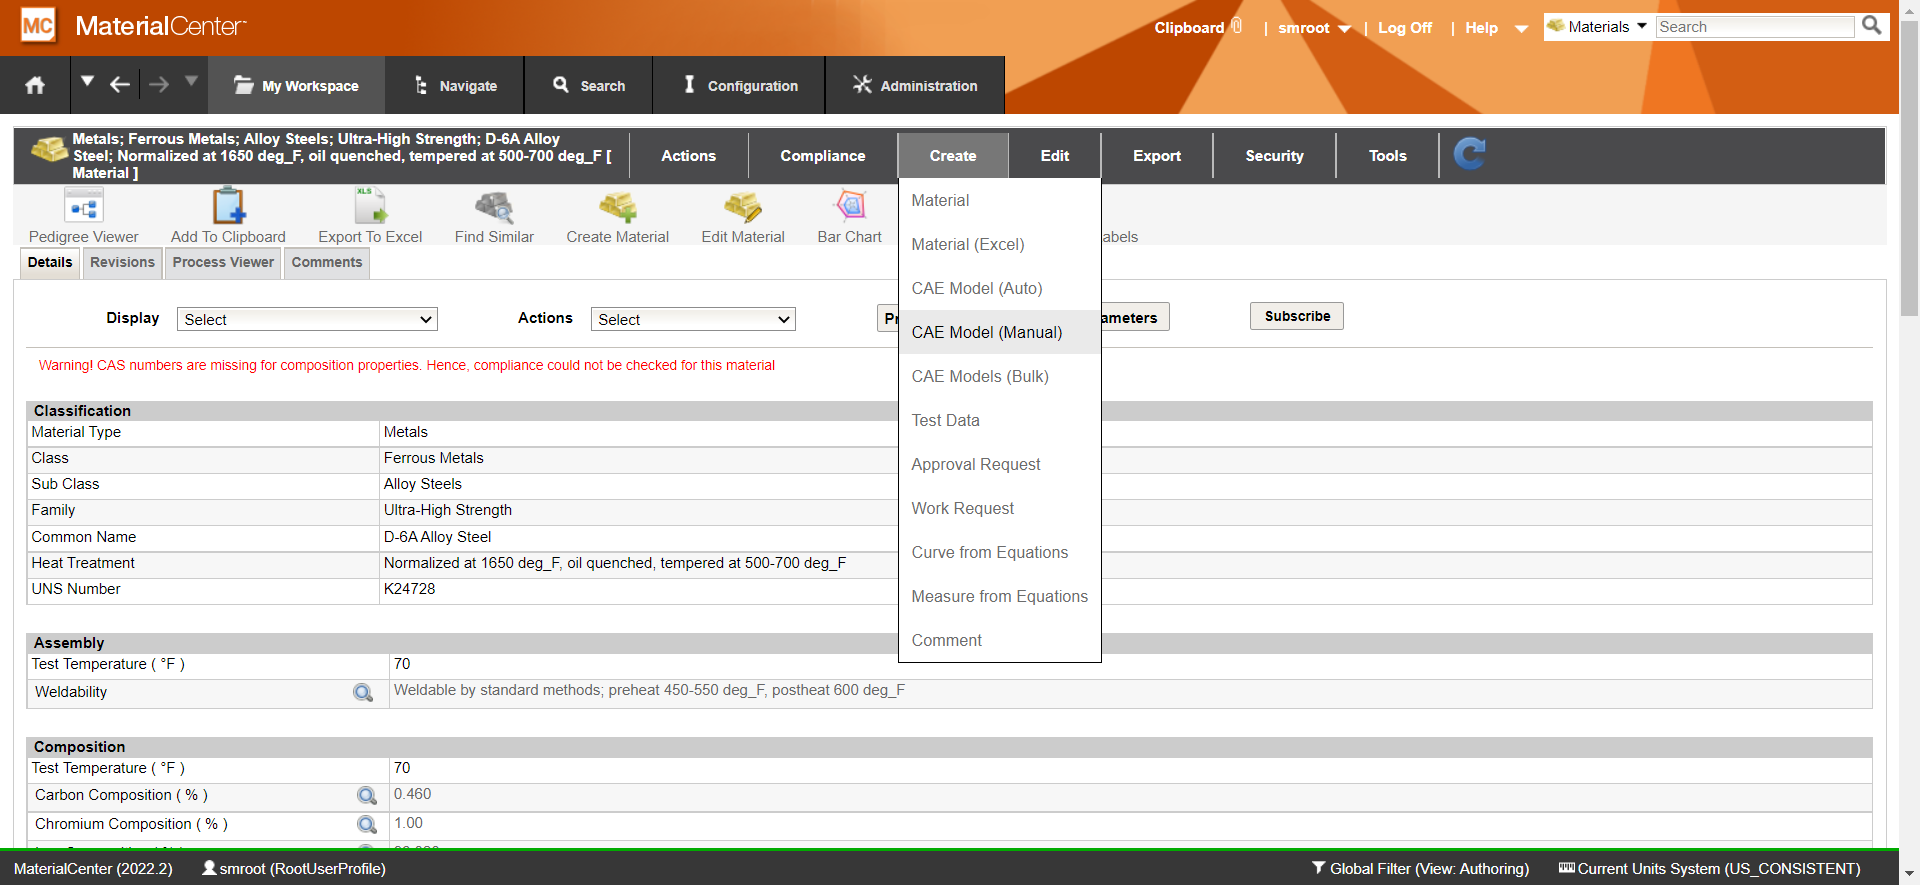 MC MaterialCenter
Clipboard | smroot | Log Off | Help
Materials Search
My Workspace Navigate Search Configuration Administration
Metals; Ferrous Metals; Alloy Steels; Ultra-High Strength; D-6A Alloy
Steel; Normalized at 1650 deg_F, oil quenched, tempered at 500-700 deg_F [
Material ]
Actions Compliance Create Edit Export Security Tools
XLS
Pedigree Viewer Add To Clipboard Export To Excel Find Similar Create Material Edit Material Bar Chart
Details Revisions Process Viewer Comments
Display Select Actions Select Subscribe
Material
Material (Excel)
CAE Model (Auto)
CAE Model (Manual)
CAE Models (Bulk)
Test Data
Approval Request
Work Request
Curve from Equations
Measure from Equations
Comment
Warning! CAS numbers are missing for composition properties. Hence, compliance could not be checked for this material
Classification
Material Type Metals
Class Ferrous Metals
Sub Class Alloy Steels
Family Ultra-High Strength
Common Name D-6A Alloy Steel
Heat Treatment Normalized at 1650 deg_F, oil quenched, tempered at 500-700 deg_F
UNS Number K24728
Assembly
Test Temperature ( °F ) 70
Weldability Weldable by standard methods; preheat 450-550 deg_F, postheat 600 deg_F
Composition
Test Temperature ( °F ) 70
Carbon Composition ( % ) 0.460
Chromium Composition ( % ) 1.00
MaterialCenter (2022.2) smroot (RootUserProfile) Global Filter (View: Authoring) Current Units System (US_CONSISTENT)